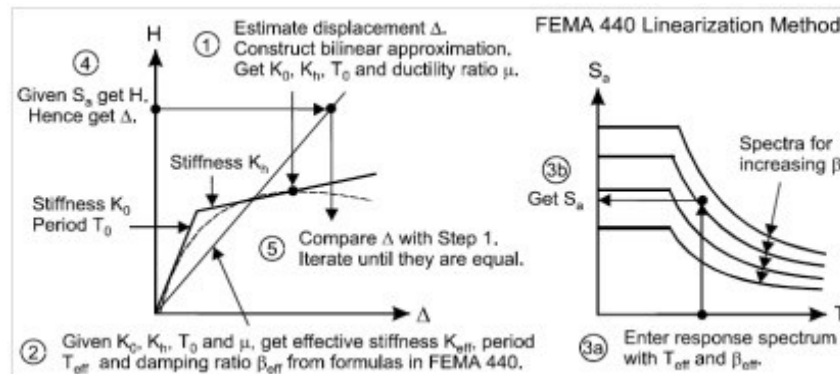 FEMA 440 Linearization Method
H
① Estimate displacement Δ.
Construct bilinear approximation.
Get K₀, Kₕ, T₀ and ductility ratio μ.
④
Given Sₐ get H.
Hence get Δ.
Stiffness Kₕ
Stiffness K₀
Period T₀
⑤ Compare Δ with Step 1.
Iterate until they are equal.
Δ
② Given K₀, Kₕ, T₀ and μ, get effective stiffness K_eff, period
T_eff and damping ratio β_eff from formulas in FEMA 440.
Sₐ
Spectra for
increasing β
3b
Get Sₐ
T
3a Enter response spectrum
with T_eff and β_eff.